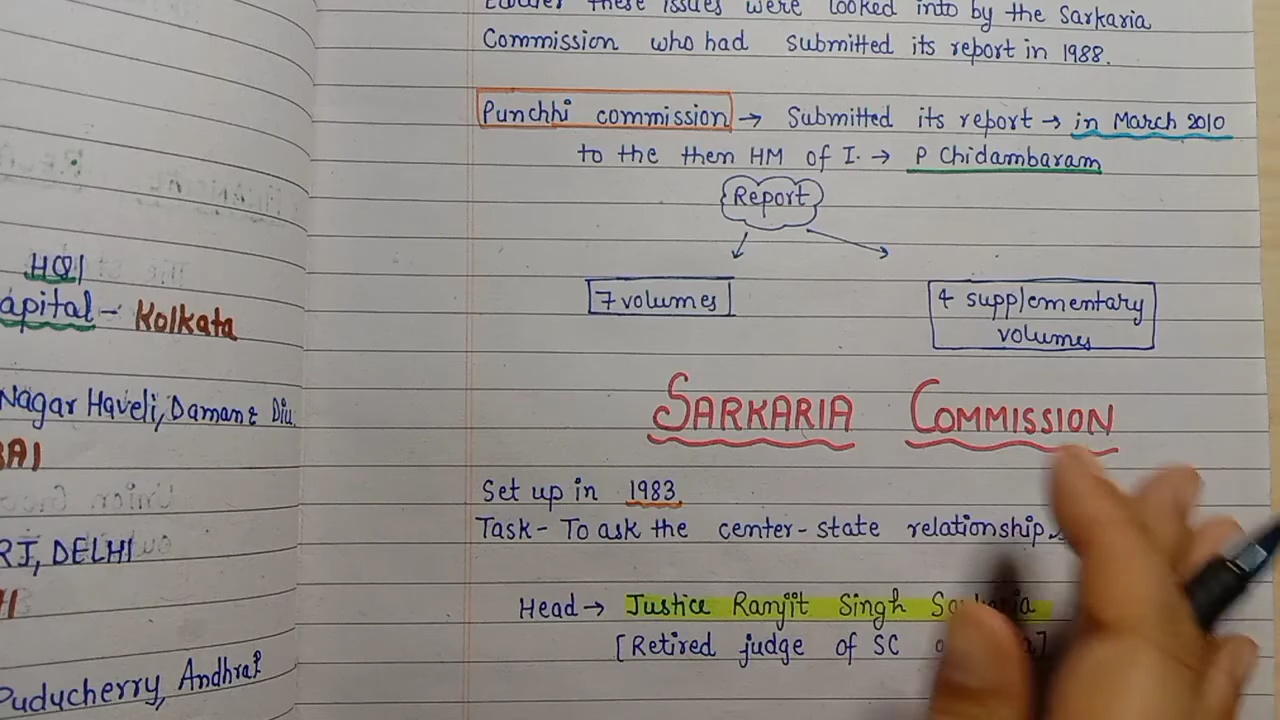 these issues were looked into by the Sarkaria
Commission who had submitted its report in 1988.
Punchhi commission → Submitted its report → in March 2010
to the then HM of I. → P Chidambaram
Report
7 volumes
4 supplementary
volumes
SARKARIA COMMISSION
Set up in 1983
Task - To ask the center-state relationship
Head → Justice Ranjit Singh Sarkaria
[Retired judge of SC
apital - Kolkata
Nagar Haveli, Daman & Diu.
DELHI
Puducherry, Andhra P